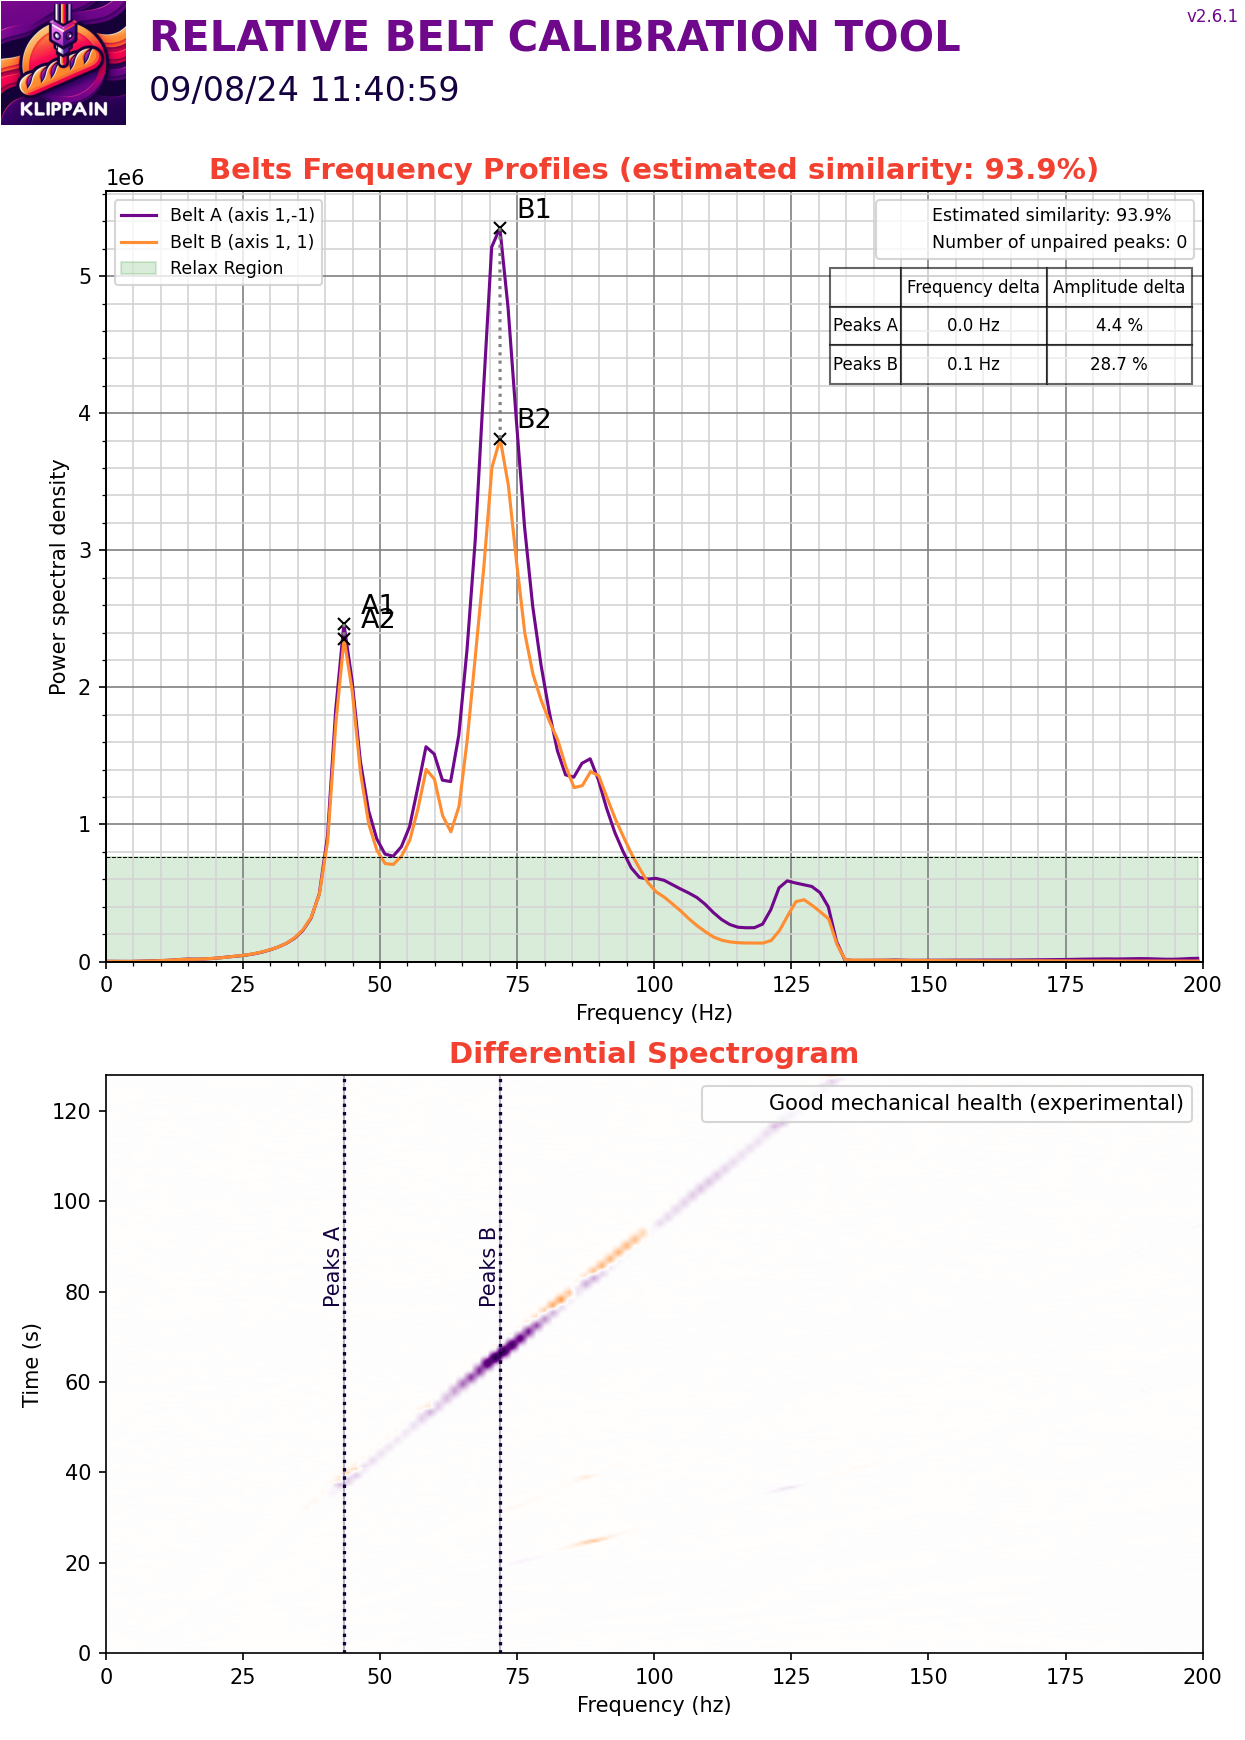 KLIPPAIN
RELATIVE BELT CALIBRATION TOOL
09/08/24 11:40:59
v2.6.1
Belts Frequency Profiles (estimated similarity: 93.9%)
1e6
Belt A (axis 1,-1)
Belt B (axis 1, 1)
Relax Region
Estimated similarity: 93.9%
Number of unpaired peaks: 0
Frequency delta Amplitude delta
Peaks A 0.0 Hz 4.4 %
Peaks B 0.1 Hz 28.7 %
B1
B2
A1
A2
5
4
3
2
1
0
Power spectral density
0 25 50 75 100 125 150 175 200
Frequency (Hz)
Differential Spectrogram
Good mechanical health (experimental)
Peaks A
Peaks B
120
100
80
60
40
20
0
Time (s)
0 25 50 75 100 125 150 175 200
Frequency (hz)